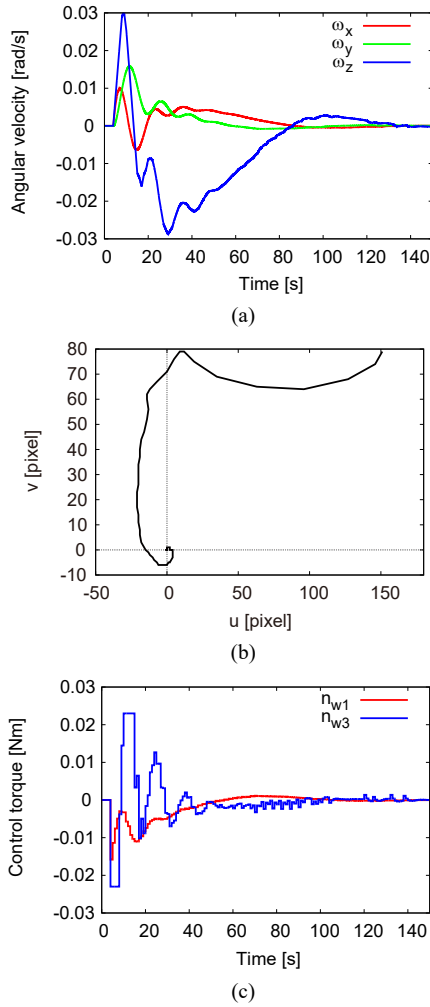 Angular velocity [rad/s]
0.03
0.02
0.01
0
-0.01
-0.02
-0.03
ωx
ωy
ωz
0 20 40 60 80 100 120 140
Time [s]
(a)
v [pixel]
80
70
60
50
40
30
20
10
0
-10
-50 0 50 100 150
u [pixel]
(b)
Control torque [Nm]
0.03
0.02
0.01
0
-0.01
-0.02
-0.03
nw1
nw3
0 20 40 60 80 100 120 140
Time [s]
(c)